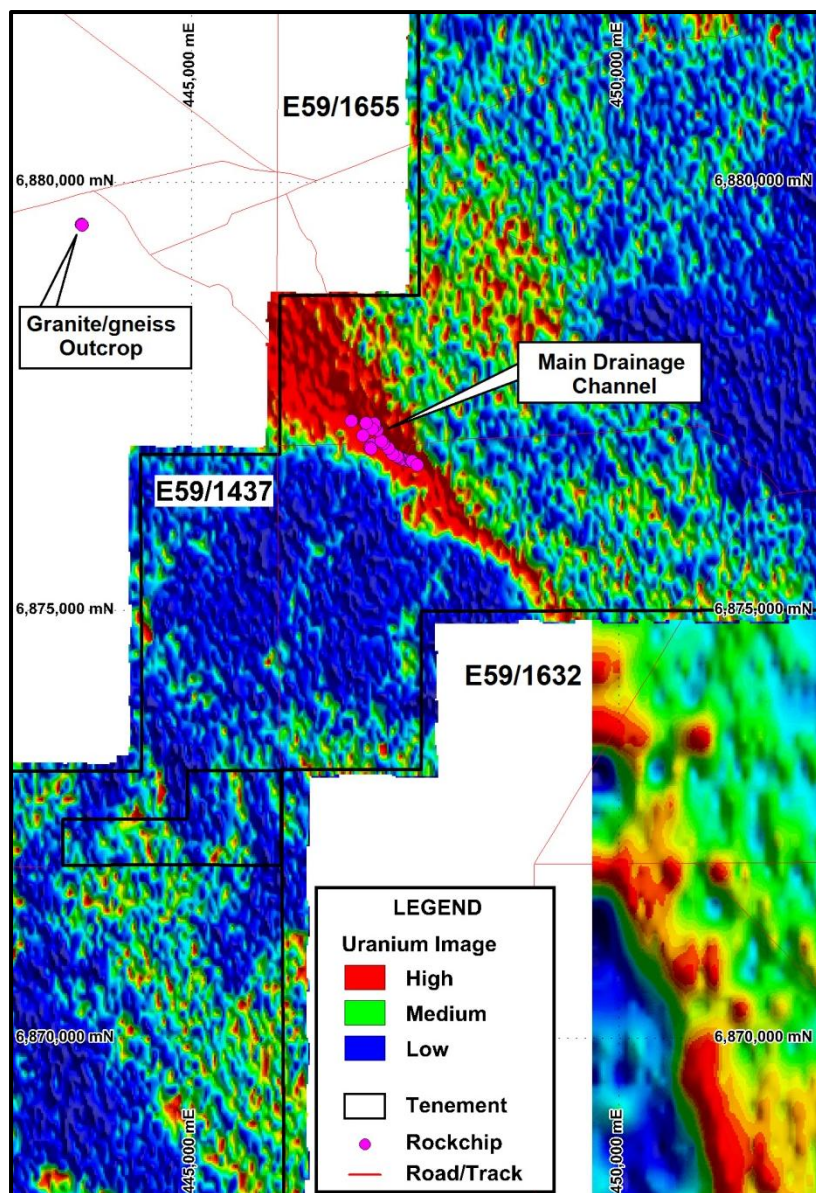 445,000 mE
450,000 mE
E59/1655
6,880,000 mN
6,880,000 mN
Granite/gneiss
Outcrop
Main Drainage
Channel
E59/1437
6,875,000 mN
6,875,000 mN
E59/1632
LEGEND
Uranium Image
High
Medium
Low
Tenement
Rockchip
Road/Track
6,870,000 mN
6,870,000 mN
445,000 mE
450,000 mE